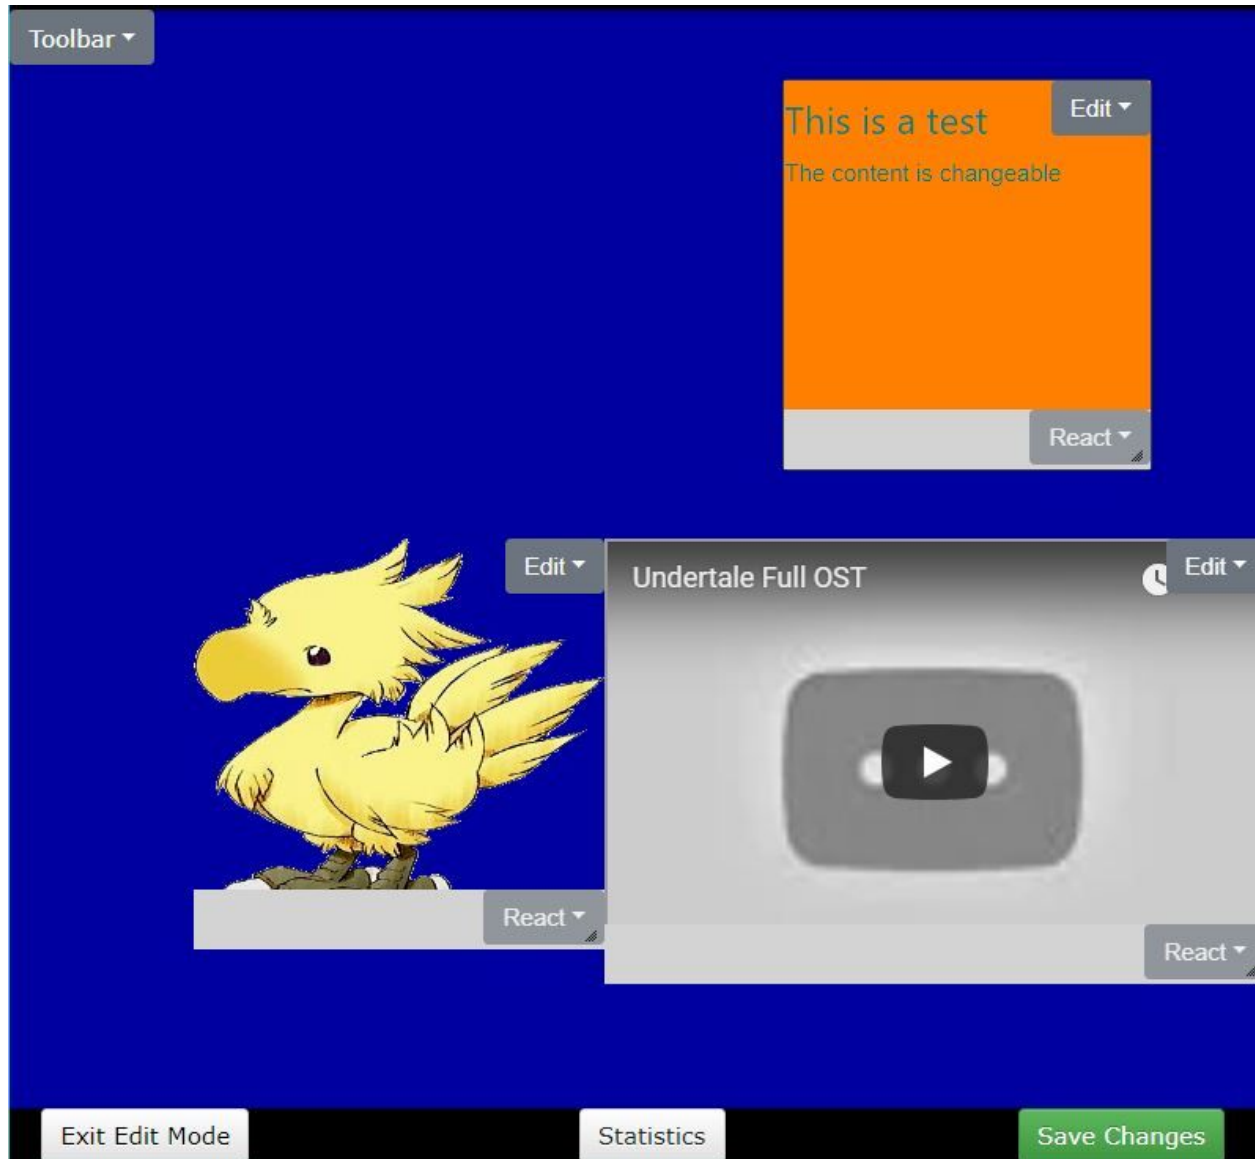 Toolbar
Edit
This is a test
The content is changeable
React
Edit
Undertale Full OST
Edit
React
React
Exit Edit Mode
Statistics
Save Changes